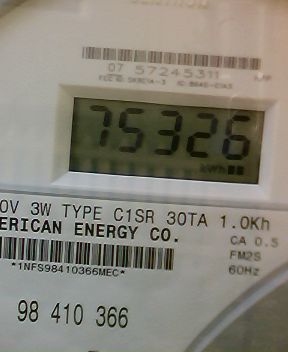 CENTRON
07 57245311
75326
kWh
0V 3W TYPE C1SR 30TA 1.0Kh
ERICAN ENERGY CO.
CA 0.5
*1NFS98410366MEC*
FM2S
60Hz
98 410 366